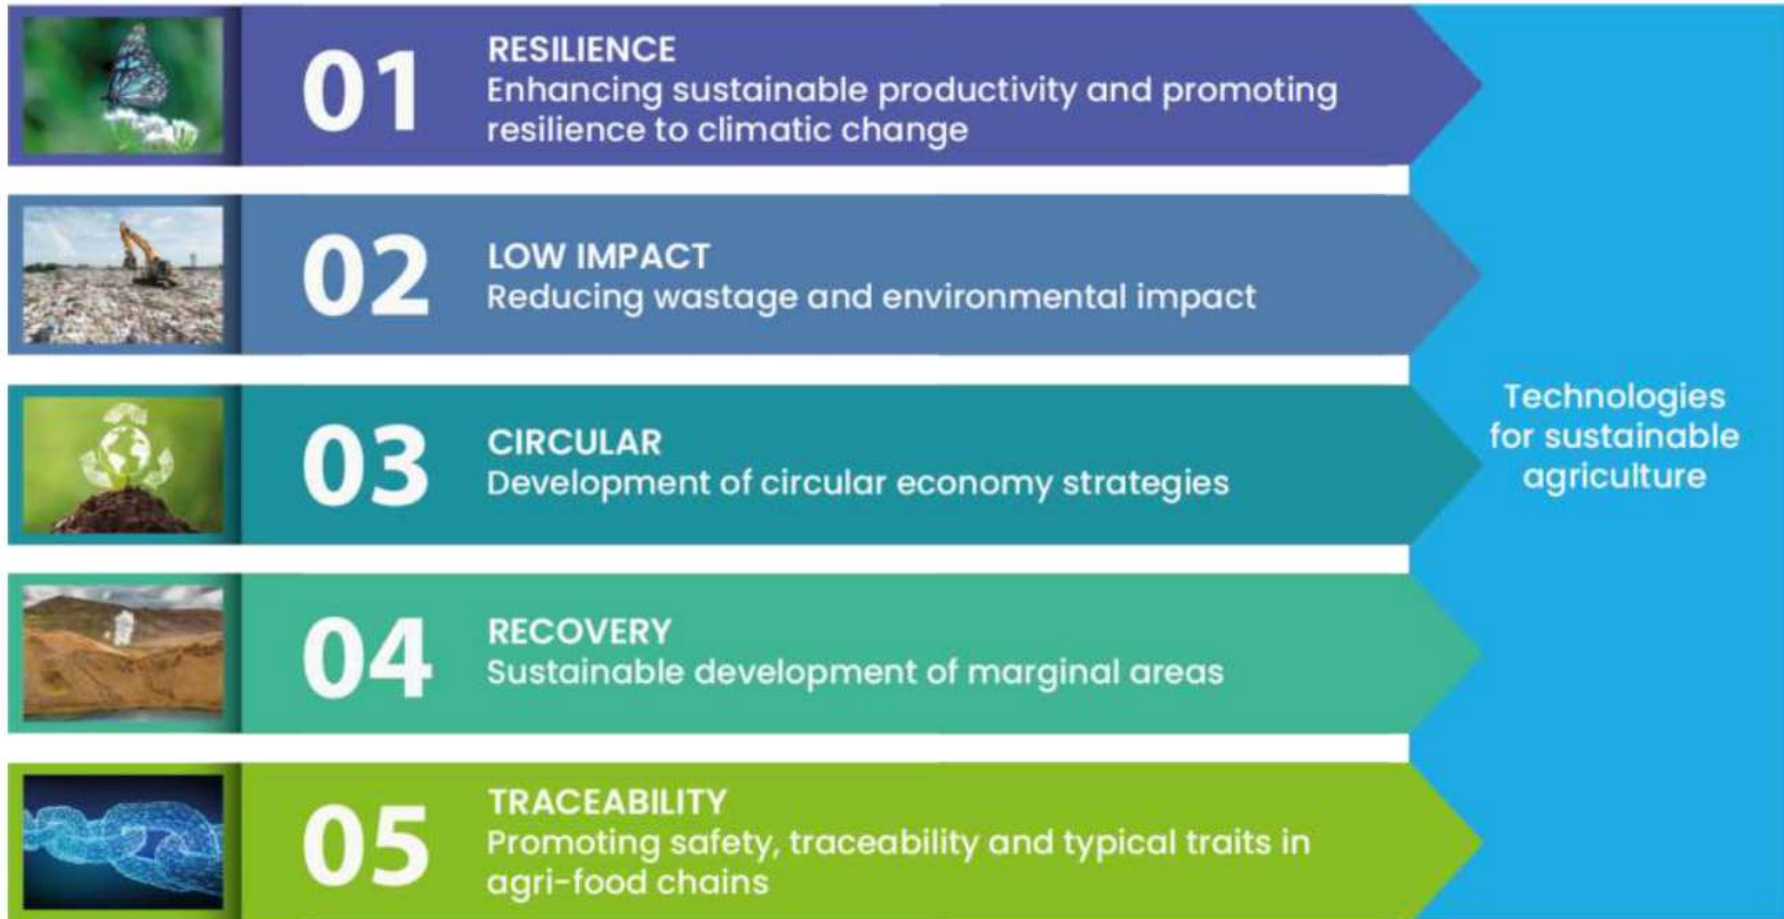 01
RESILIENCE
Enhancing sustainable productivity and promoting
resilience to climatic change
02
LOW IMPACT
Reducing wastage and environmental impact
03
CIRCULAR
Development of circular economy strategies
04
RECOVERY
Sustainable development of marginal areas
05
TRACEABILITY
Promoting safety, traceability and typical traits in
agri-food chains
Technologies
for sustainable
agriculture